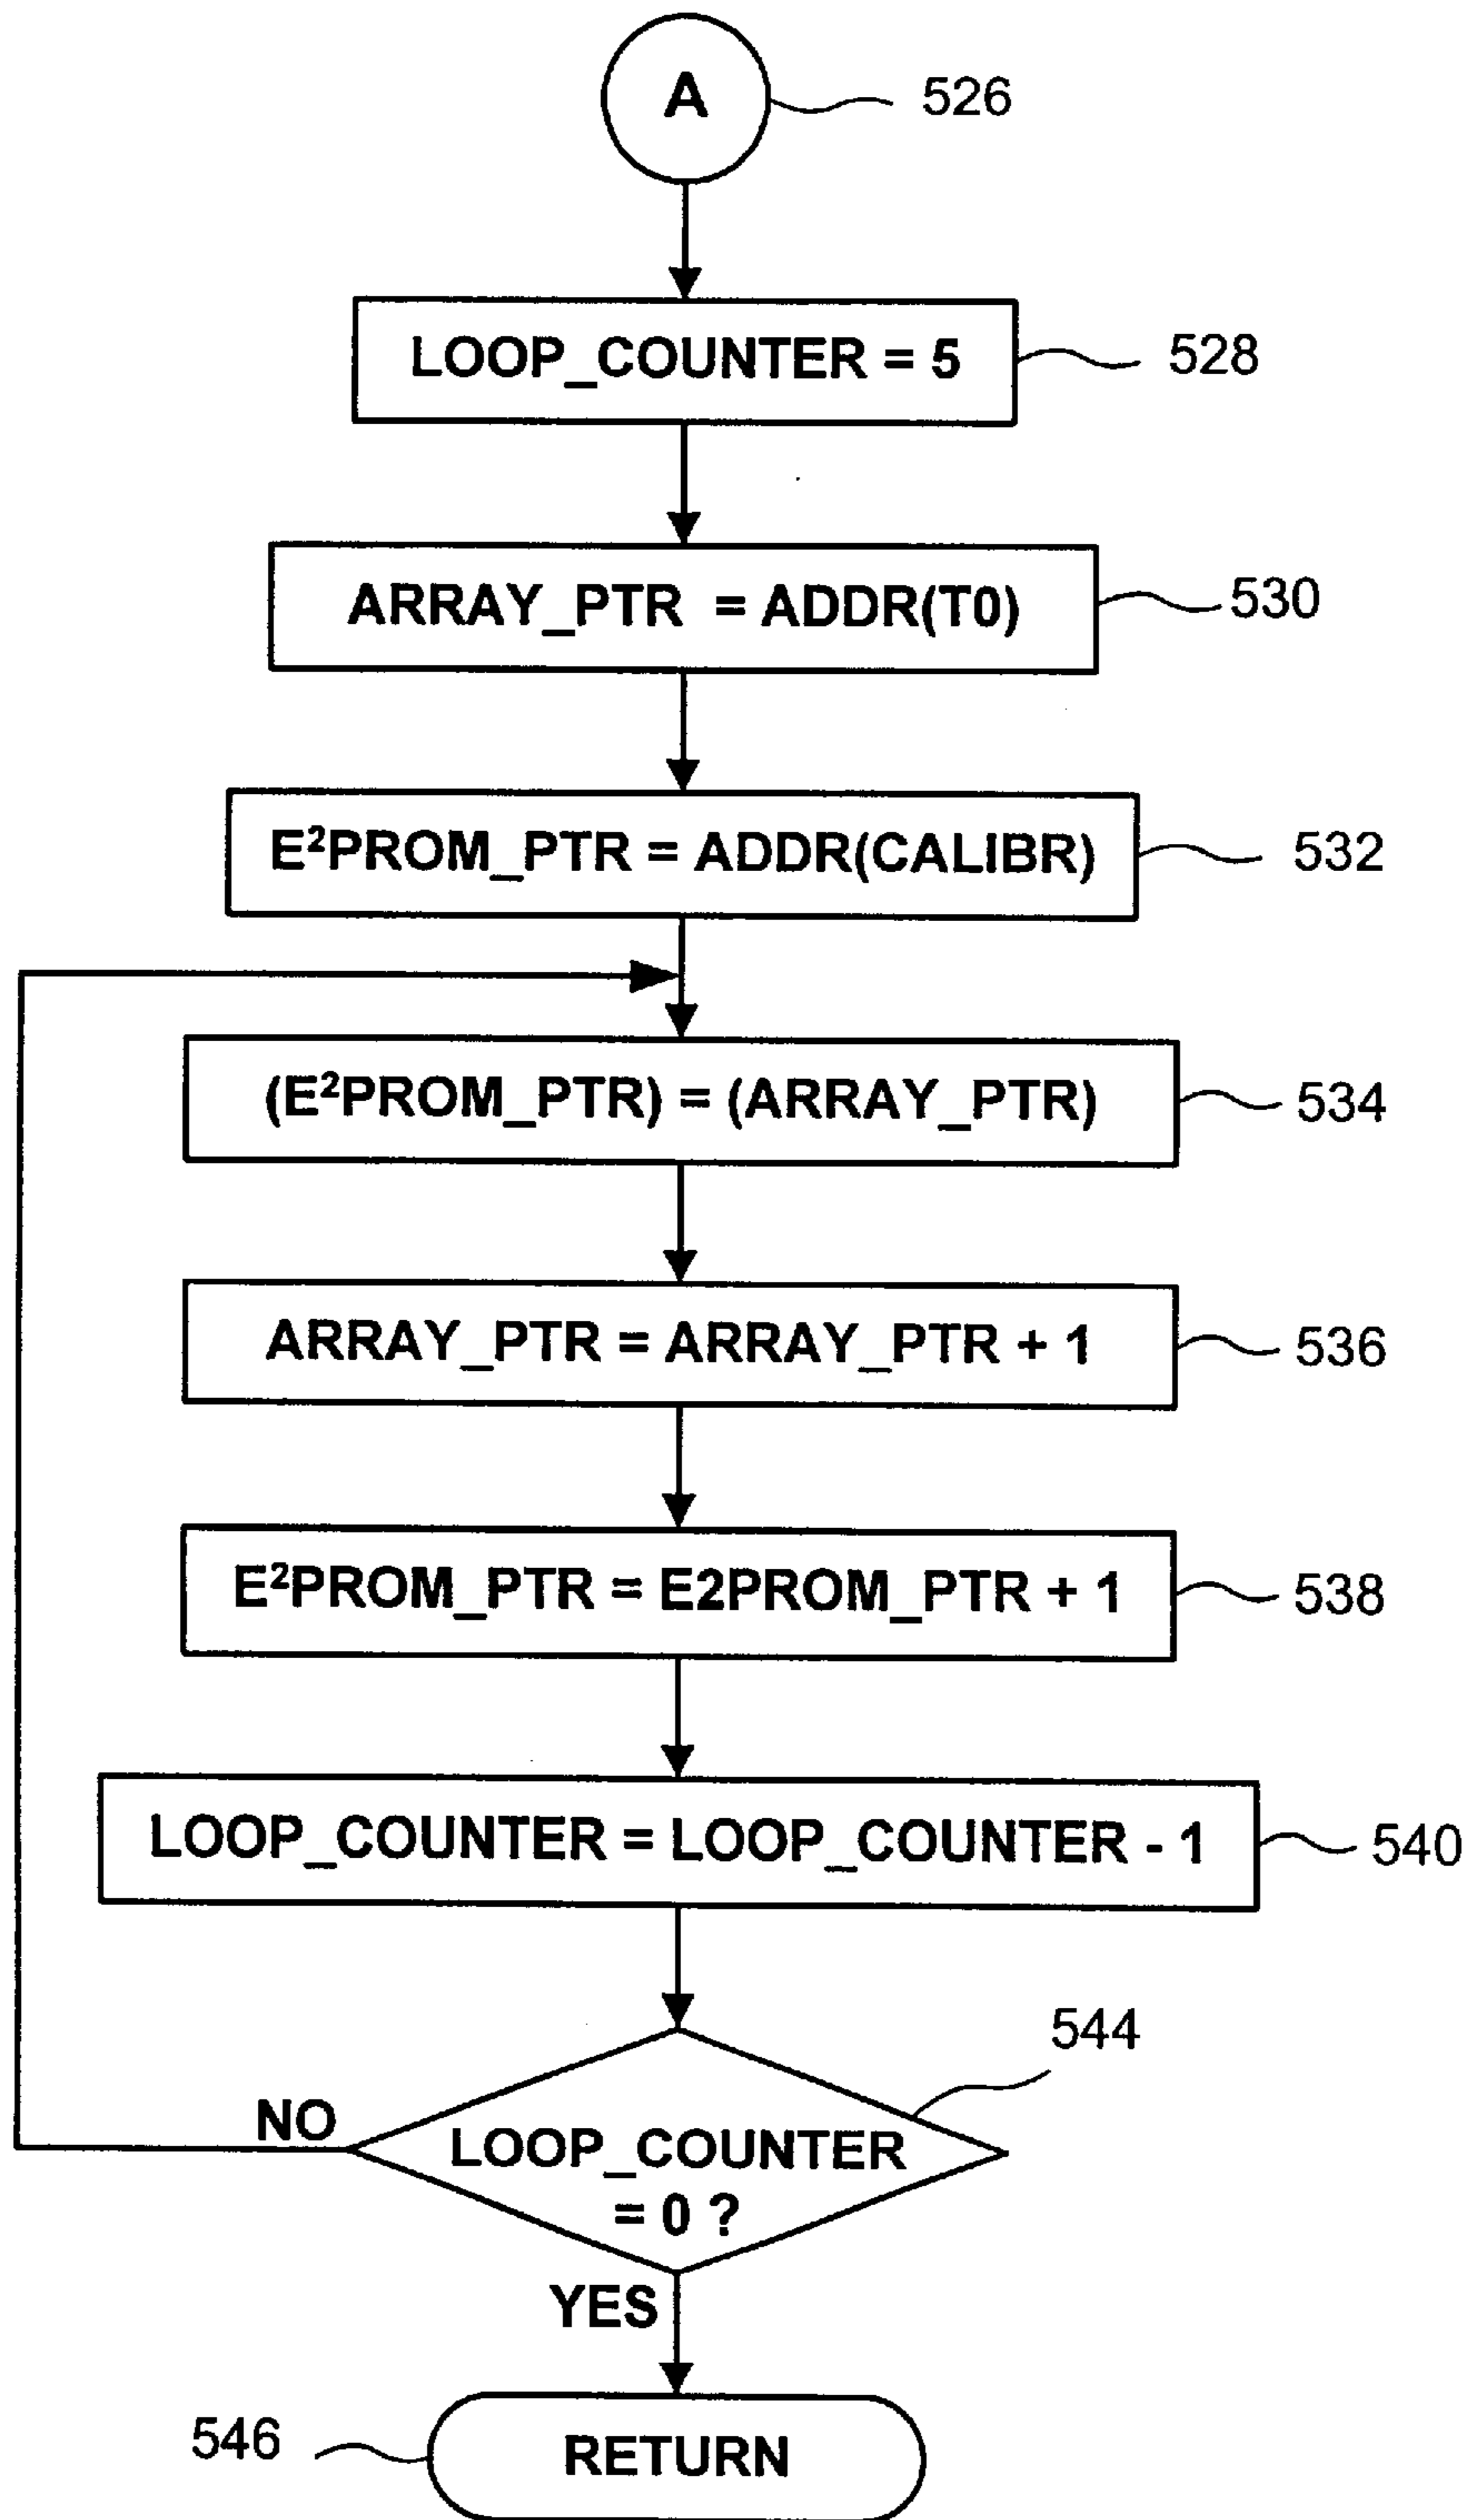 A
526
LOOP_COUNTER = 5
528
ARRAY_PTR = ADDR(T0)
530
E²PROM_PTR = ADDR(CALIBR)
532
(E²PROM_PTR) = (ARRAY_PTR)
534
ARRAY_PTR = ARRAY_PTR + 1
536
E²PROM_PTR = E2PROM_PTR + 1
538
LOOP_COUNTER = LOOP_COUNTER - 1
540
544
NO
LOOP_COUNTER
= 0 ?
YES
546
RETURN